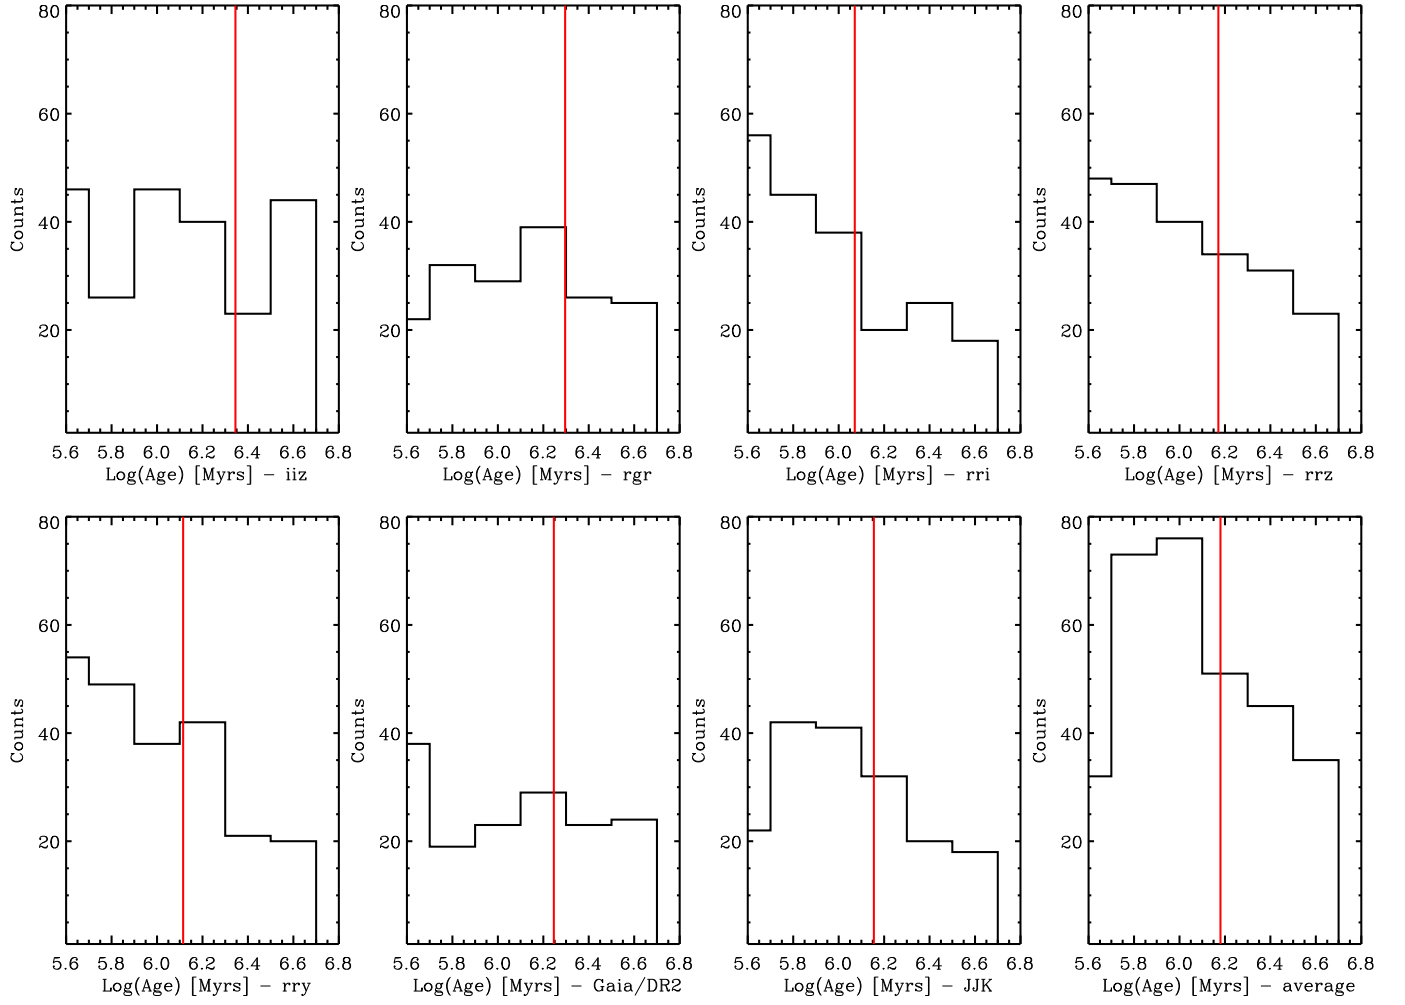 80 80 80 80
60 60 60 60
Counts Counts Counts Counts
40 40 40 40
20 20 20 20
5.6 5.8 6.0 6.2 6.4 6.6 6.8 5.6 5.8 6.0 6.2 6.4 6.6 6.8 5.6 5.8 6.0 6.2 6.4 6.6 6.8 5.6 5.8 6.0 6.2 6.4 6.6 6.8
Log(Age) [Myrs] - iiz Log(Age) [Myrs] - rgr Log(Age) [Myrs] - rri Log(Age) [Myrs] - rrz
80 80 80 80
60 60 60 60
Counts Counts Counts Counts
40 40 40 40
20 20 20 20
5.6 5.8 6.0 6.2 6.4 6.6 6.8 5.6 5.8 6.0 6.2 6.4 6.6 6.8 5.6 5.8 6.0 6.2 6.4 6.6 6.8 5.6 5.8 6.0 6.2 6.4 6.6 6.8
Log(Age) [Myrs] - rry Log(Age) [Myrs] - Gaia/DR2 Log(Age) [Myrs] - JJK Log(Age) [Myrs] - average